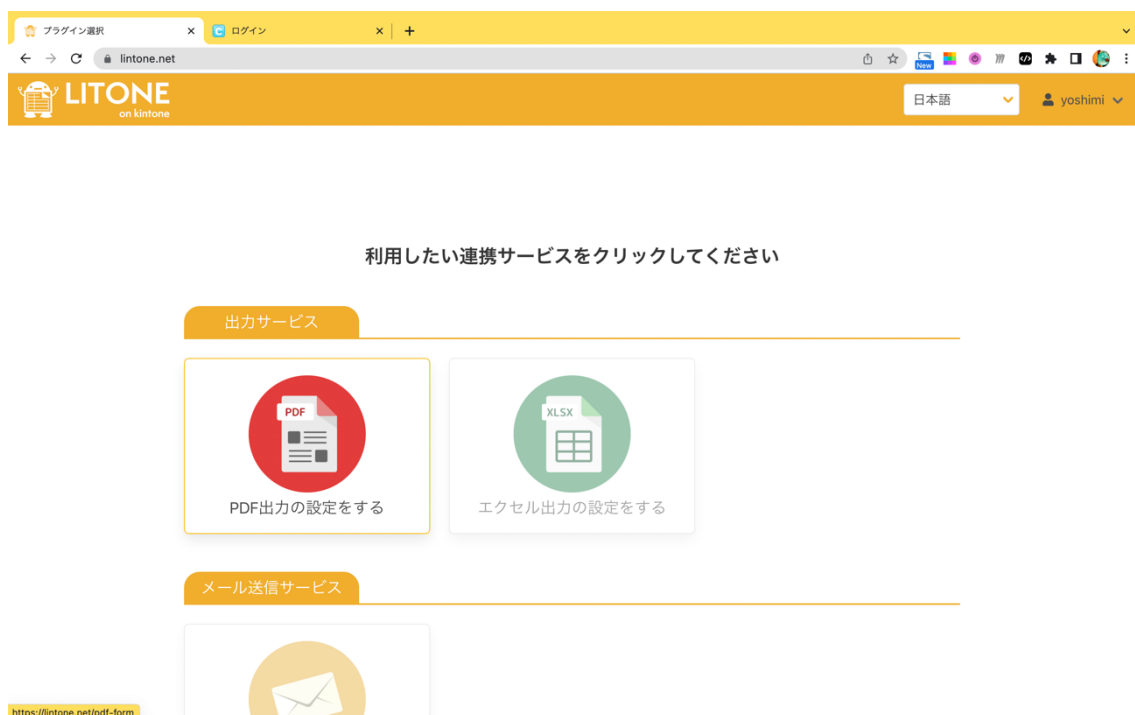 プラグイン選択
ログイン
lintone.net
New
LITONE
on kintone
日本語
yoshimi
利用したい連携サービスをクリックしてください
出力サービス
PDF
XLSX
PDF出力の設定をする
エクセル出力の設定をする
メール送信サービス
https://lintone.net/pdf-form